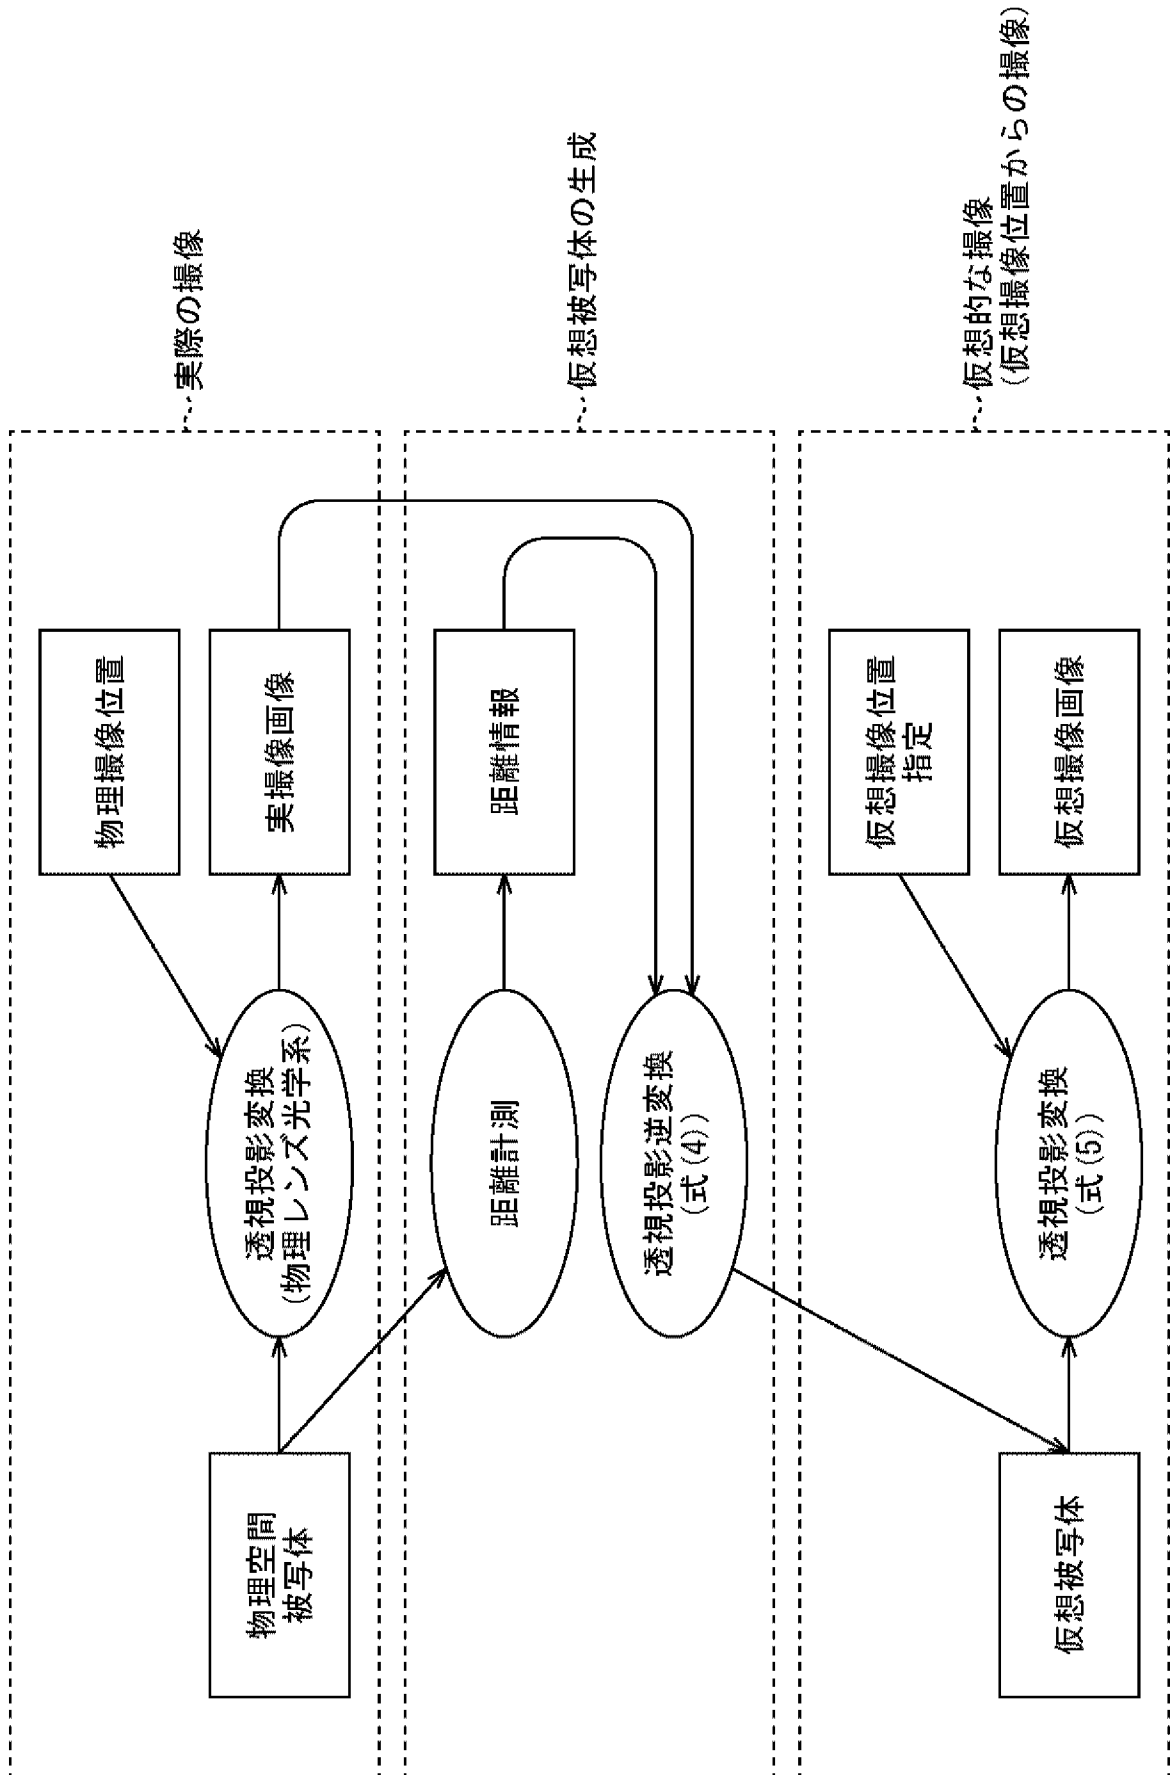 実際の撮像
物理撮像位置
物理空間
被写体
透視投影変換
(物理レンズ光学系)
実撮像画像
仮想被写体の生成
距離計測
距離情報
透視投影逆変換
(式(4))
仮想的な撮像
(仮想撮像位置からの撮像)
仮想撮像位置
指定
仮想被写体
透視投影変換
(式(5))
仮想撮像画像